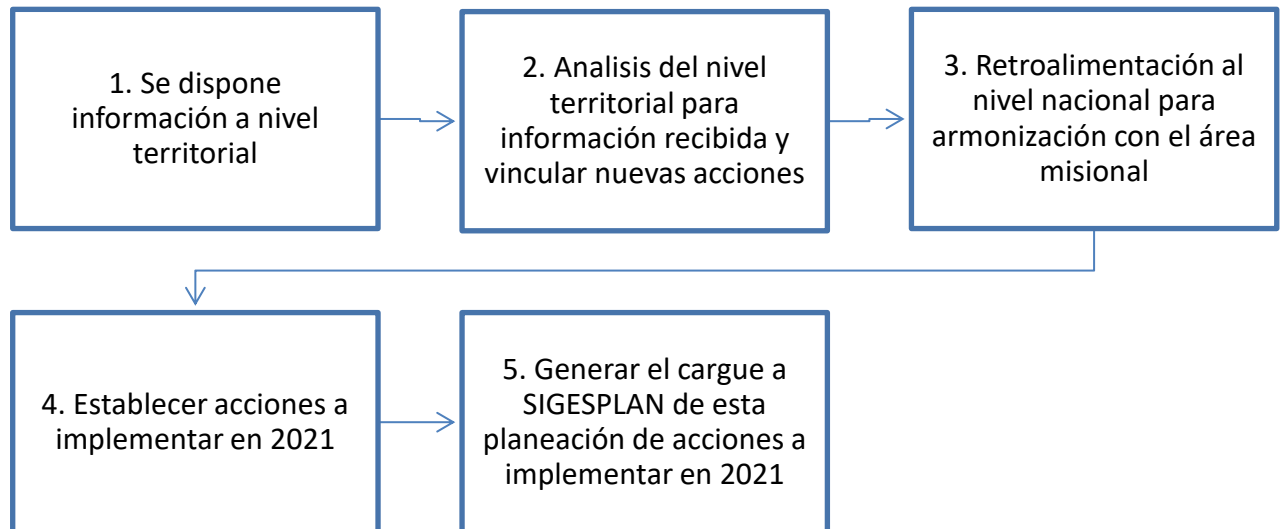 1. Se dispone
información a nivel
territorial
2. Analisis del nivel
territorial para
información recibida y
vincular nuevas acciones
3. Retroalimentación al
nivel nacional para
armonización con el área
misional
4. Establecer acciones a
implementar en 2021
5. Generar el cargue a
SIGESPLAN de esta
planeación de acciones a
implementar en 2021